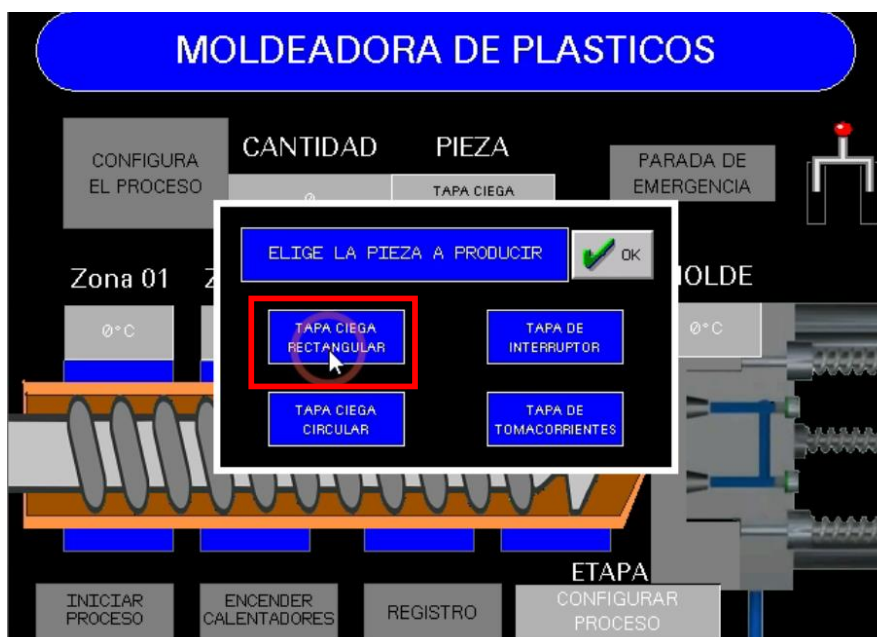 MOLDEADORA DE PLASTICOS
CONFIGURA
EL PROCESO
CANTIDAD
PIEZA
TAPA CIEGA
PARADA DE
EMERGENCIA
ELIGE LA PIEZA A PRODUCIR
OK
Zona 01
MOLDE
0°C
0°C
TAPA CIEGA
RECTANGULAR
TAPA DE
INTERRUPTOR
TAPA CIEGA
CIRCULAR
TAPA DE
TOMACORRIENTES
ETAPA
INICIAR
PROCESO
ENCENDER
CALENTADORES
REGISTRO
CONFIGURAR
PROCESO